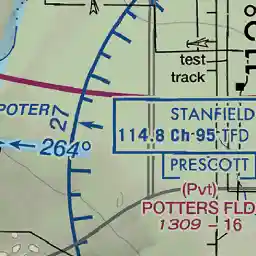 test
track
POTER
27
STANFIELD
114.8 Ch-95 TFD
264°
PRESCOTT
(Pvt)
POTTERS FLD
1309 - 16